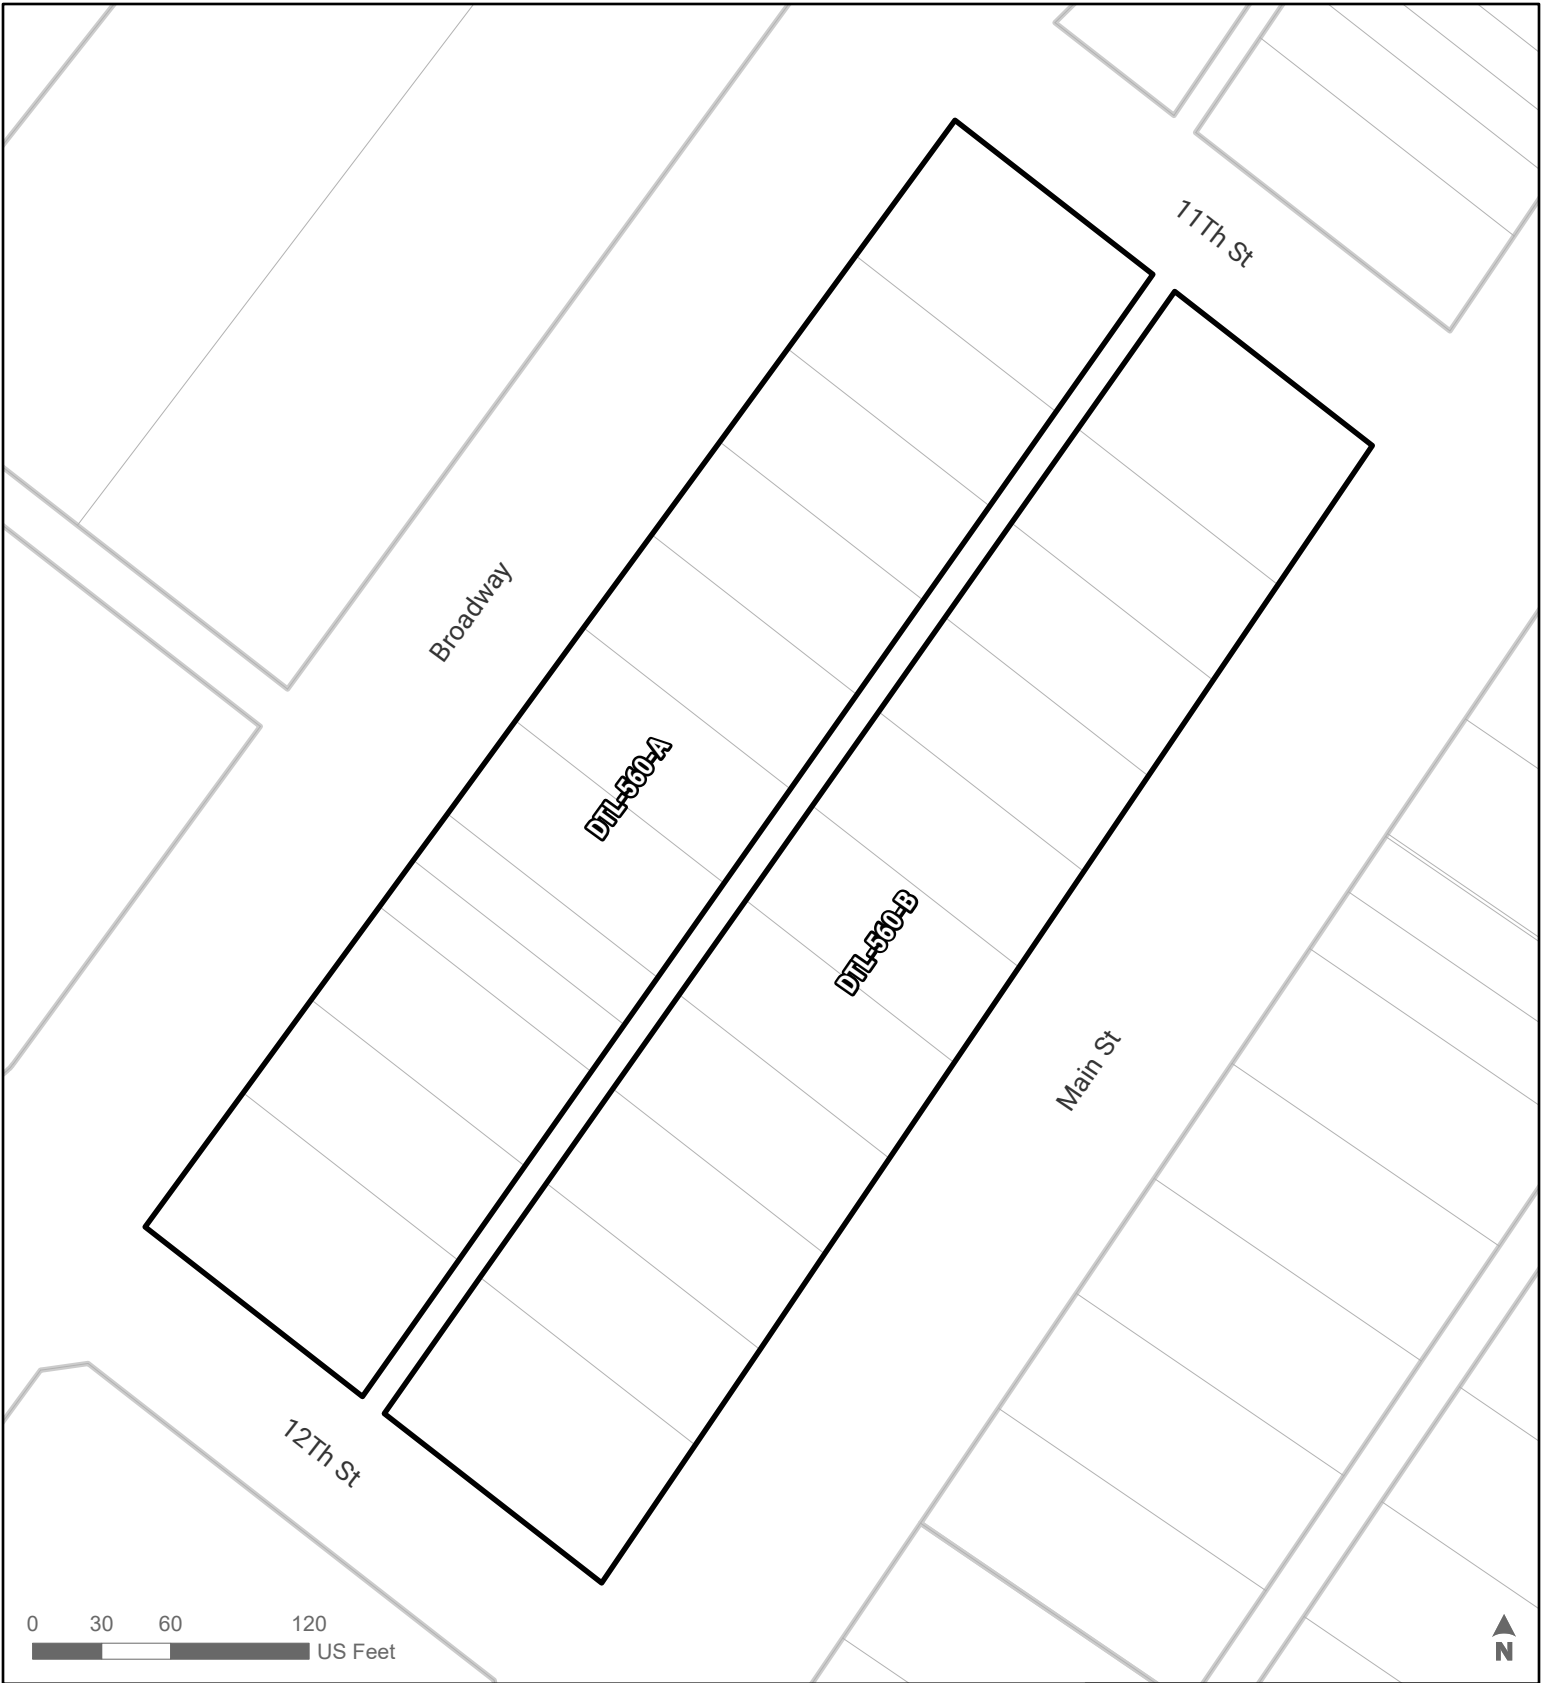 11Th St
Broadway
DTL-560-A
DTL-560-B
Main St
12Th St
0 30 60 120
US Feet
N